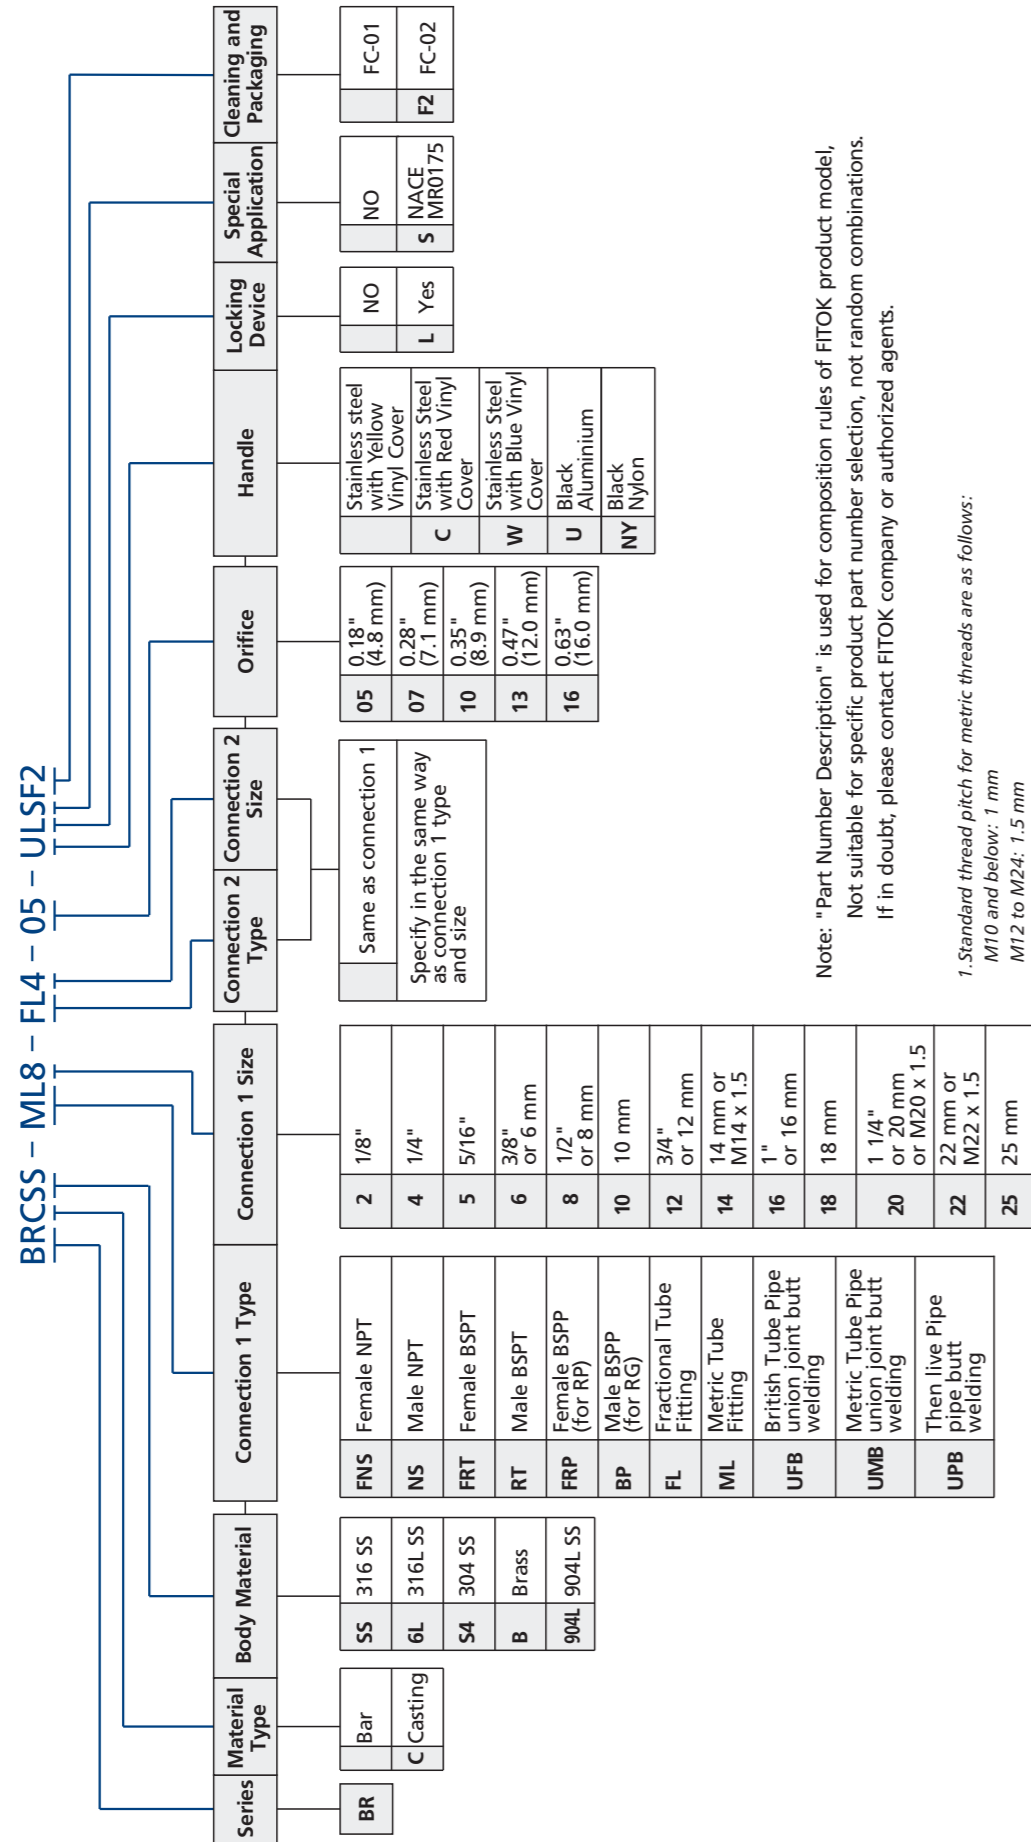 BRCSS – ML8 – FL4 – 05 – ULSF2
Series
BR
Material
Type
Bar
C Casting
Body Material
SS 316 SS
6L 316L SS
S4 304 SS
B Brass
904L 904L SS
Connection 1 Type
FNS Female NPT
NS Male NPT
FRT Female BSPT
RT Male BSPT
FRP Female BSPP
(for RP)
BP Male BSPP
(for RG)
FL Fractional Tube
Fitting
ML Metric Tube
Fitting
UFB British Tube Pipe
union joint butt
welding
UMB Metric Tube Pipe
union joint butt
welding
UPB Then live Pipe
pipe butt
welding
Connection 1 Size
2 1/8"
4 1/4"
5 5/16"
6 3/8"
or 6 mm
8 1/2"
or 8 mm
10 10 mm
12 3/4"
or 12 mm
14 14 mm or
M14 x 1.5
16 1"
or 16 mm
18 18 mm
20 1 1/4"
or 20 mm
or M20 x 1.5
22 22 mm or
M22 x 1.5
25 25 mm
Connection 2
Type
Connection 2
Size
Same as connection 1
Specify in the same way
as connection 1 type
and size
Orifice
05 0.18"
(4.8 mm)
07 0.28"
(7.1 mm)
10 0.35"
(8.9 mm)
13 0.47"
(12.0 mm)
16 0.63"
(16.0 mm)
Handle
Stainless steel
with Yellow
Vinyl Cover
C Stainless Steel
with Red Vinyl
Cover
W Stainless Steel
with Blue Vinyl
Cover
U Black
Aluminium
NY Black
Nylon
Locking
Device
NO
L Yes
Special
Application
NO
S NACE
MR0175
Cleaning and
Packaging
FC-01
F2 FC-02
Note: "Part Number Description" is used for composition rules of FITOK product model,
Not suitable for specific product part number selection, not random combinations.
If in doubt, please contact FITOK company or authorized agents.
1.Standard thread pitch for metric threads are as follows:
M10 and below: 1 mm
M12 to M24: 1.5 mm